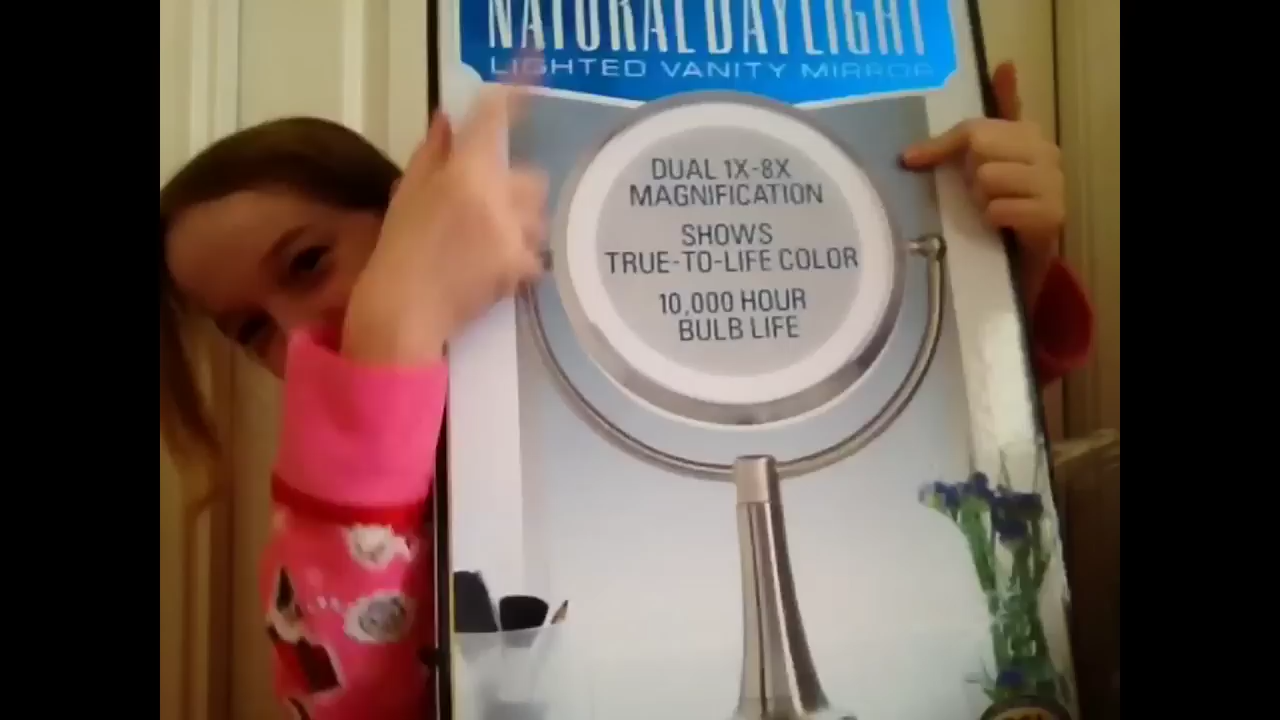 NATURAL DAYLIGHT
LIGHTED VANITY MIRROR
DUAL 1X-8X
MAGNIFICATION
SHOWS
TRUE-TO-LIFE COLOR
10,000 HOUR
BULB LIFE